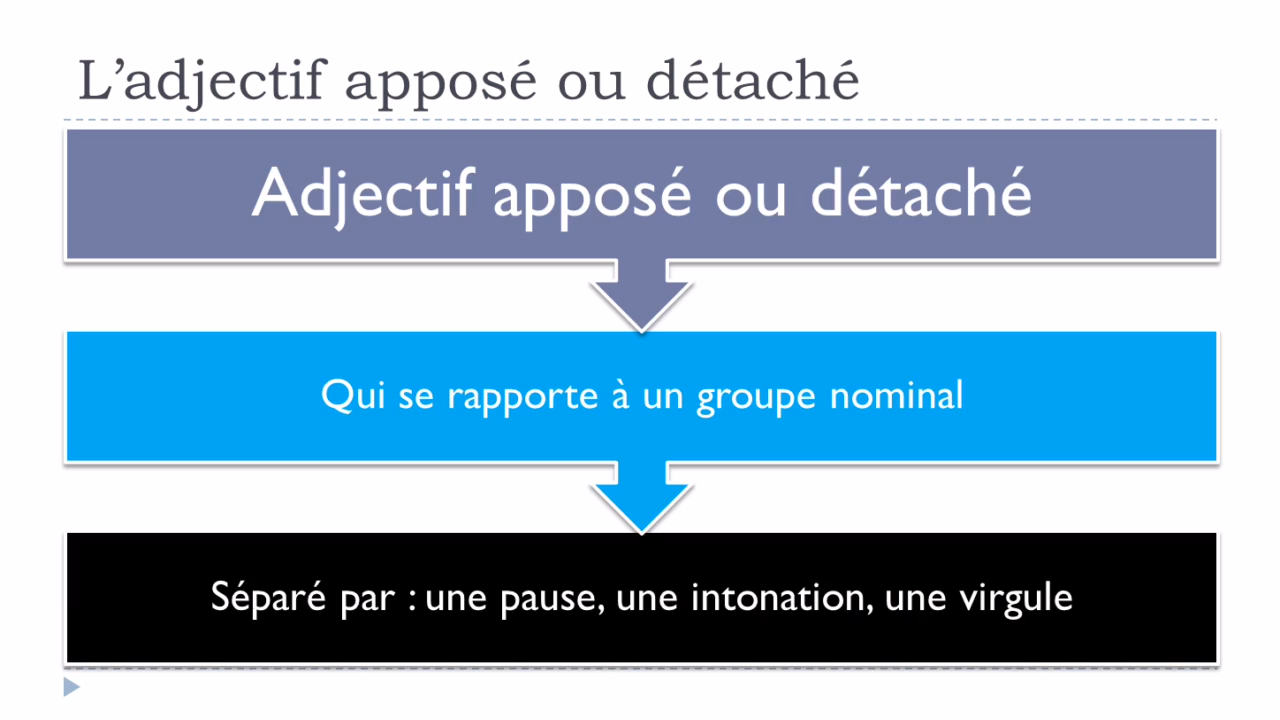 L’adjectif apposé ou détaché
Adjectif apposé ou détaché
Qui se rapporte à un groupe nominal
Séparé par : une pause, une intonation, une virgule